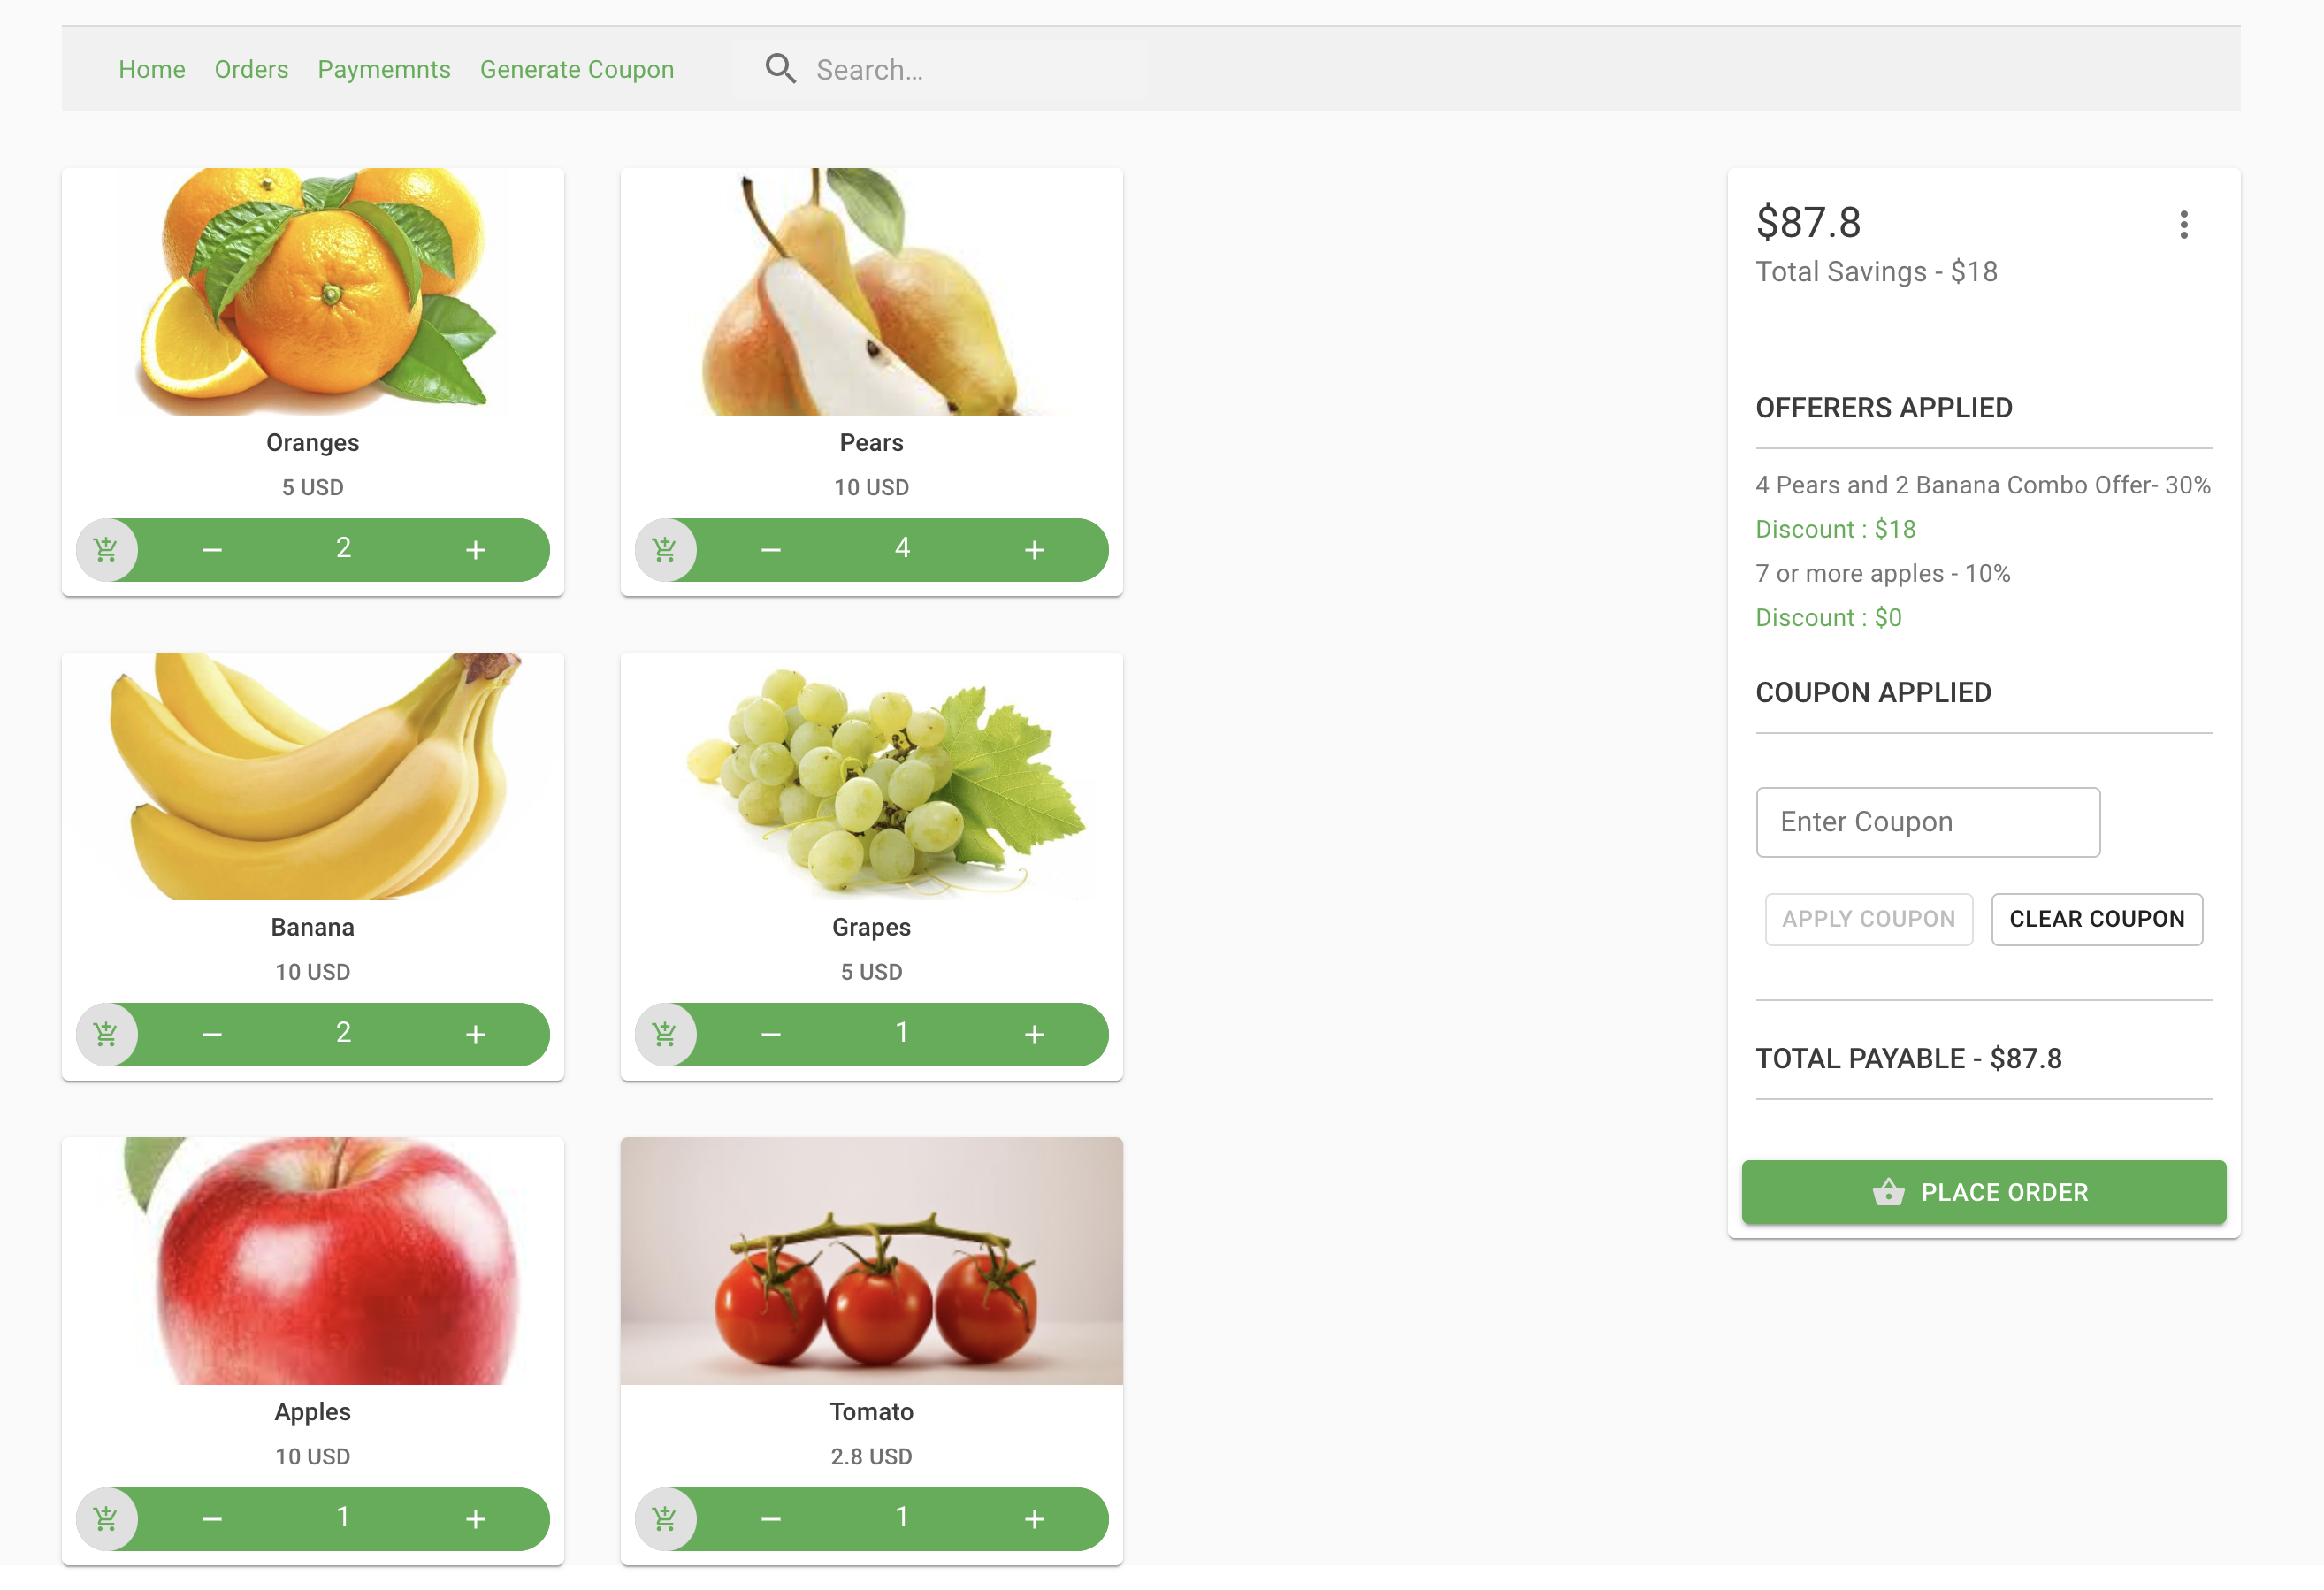 Home Orders Paymemnts Generate Coupon Search...
Oranges
5 USD
2
Pears
10 USD
4
Banana
10 USD
2
Grapes
5 USD
1
Apples
10 USD
1
Tomato
2.8 USD
1
$87.8
Total Savings - $18
OFFERERS APPLIED
4 Pears and 2 Banana Combo Offer- 30%
Discount : $18
7 or more apples - 10%
Discount : $0
COUPON APPLIED
Enter Coupon
APPLY COUPON CLEAR COUPON
TOTAL PAYABLE - $87.8
PLACE ORDER